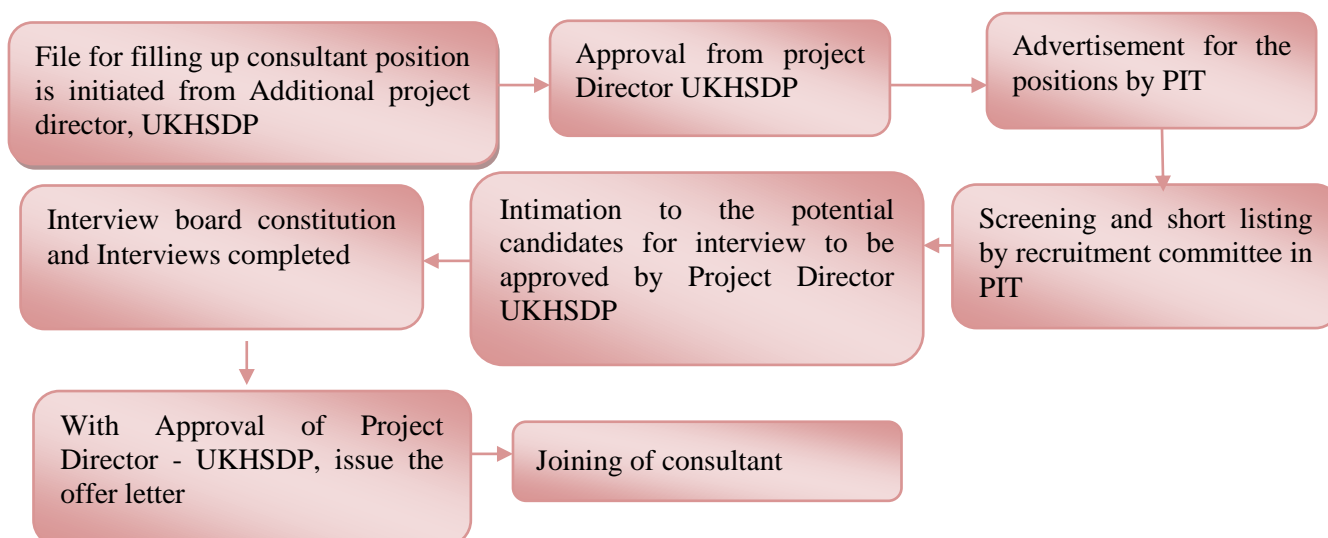 File for filling up consultant position
is initiated from Additional project
director, UKHSDP
Approval from project
Director UKHSDP
Advertisement for the
positions by PIT
Screening and short listing
by recruitment committee in
PIT
Intimation to the potential
candidates for interview to be
approved by Project Director
UKHSDP
Interview board constitution
and Interviews completed
With Approval of Project
Director - UKHSDP, issue the
offer letter
Joining of consultant